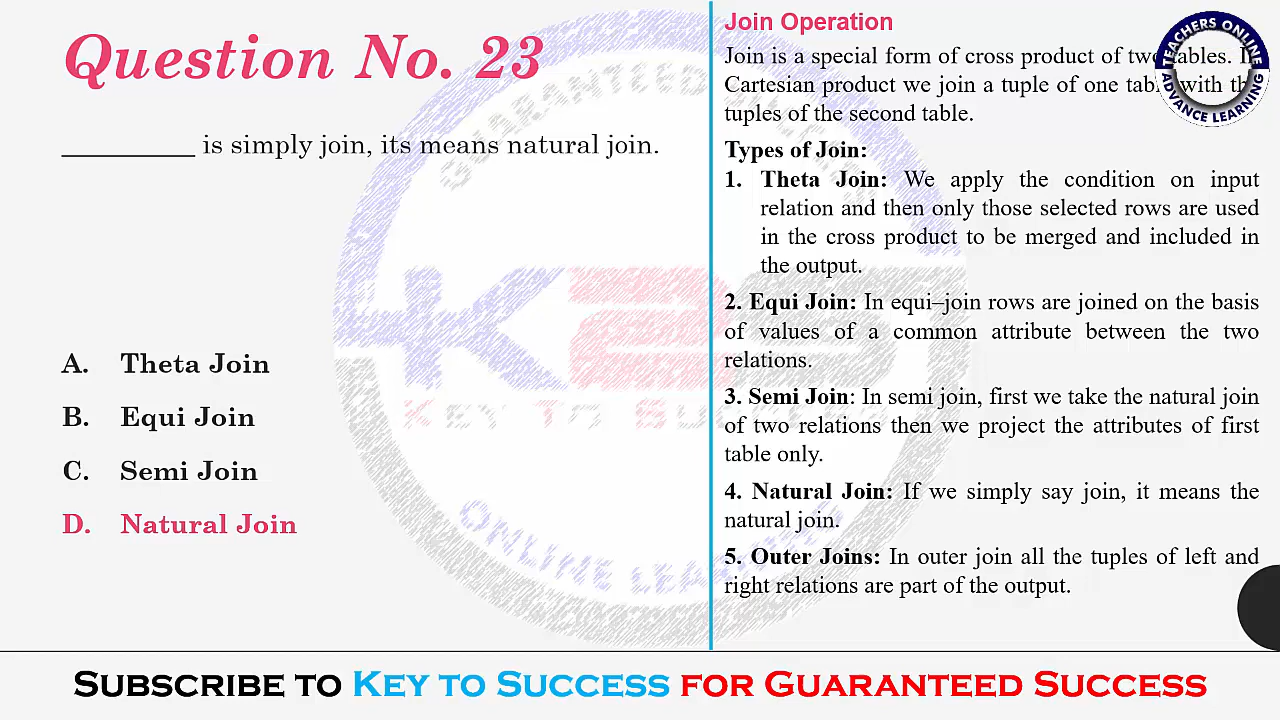 Question No. 23
__________ is simply join, its means natural join.
A. Theta Join
B. Equi Join
C. Semi Join
D. Natural Join
Join Operation
Join is a special form of cross product of two tables. In
Cartesian product we join a tuple of one table with the
tuples of the second table.
Types of Join:
1. Theta Join: We apply the condition on input
relation and then only those selected rows are used
in the cross product to be merged and included in
the output.
2. Equi Join: In equi–join rows are joined on the basis
of values of a common attribute between the two
relations.
3. Semi Join: In semi join, first we take the natural join
of two relations then we project the attributes of first
table only.
4. Natural Join: If we simply say join, it means the
natural join.
5. Outer Joins: In outer join all the tuples of left and
right relations are part of the output.
TEACHERS ONLINE
ADVANCE LEARNING
GUARANTEED
K2S
KEY TO SUCCESS
ONLINE
SUBSCRIBE TO KEY TO SUCCESS FOR GUARANTEED SUCCESS